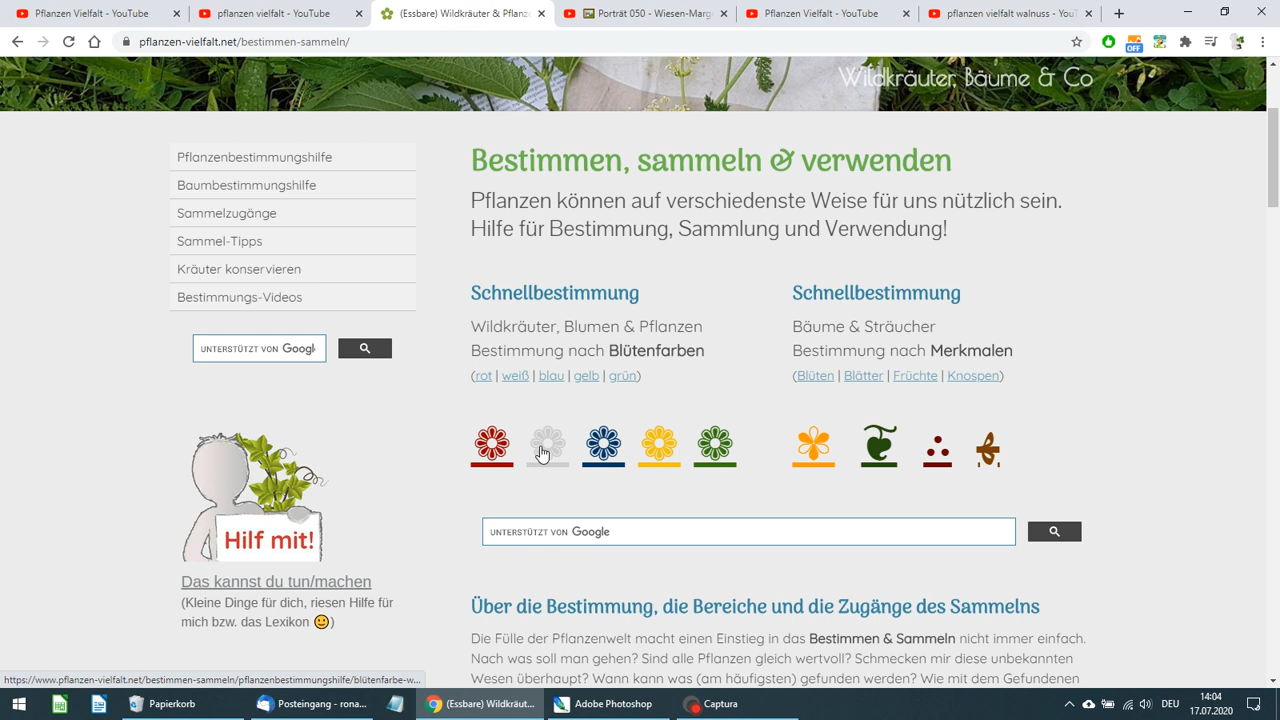 Pflanzen Vielfalt - YouTube
pflanzen vielfalt - YouTube
(Essbare) Wildkräuter & Pflanz
Porträt 050 - Wiesen-Marg
Pflanzen Vielfalt - YouTube
pflanzen vielfalt walnuss - YouT
pflanzen-vielfalt.net/bestimmen-sammeln/
OFF
Wildkräuter, Bäume & Co
Pflanzenbestimmungshilfe
Baumbestimmungshilfe
Sammelzugänge
Sammel-Tipps
Kräuter konservieren
Bestimmungs-Videos
UNTERSTÜTZT VON Google
Hilf mit!
Das kannst du tun/machen
(Kleine Dinge für dich, riesen Hilfe für
mich bzw. das Lexikon )
Bestimmen, sammeln & verwenden
Pflanzen können auf verschiedenste Weise für uns nützlich sein.
Hilfe für Bestimmung, Sammlung und Verwendung!
Schnellbestimmung
Wildkräuter, Blumen & Pflanzen
Bestimmung nach Blütenfarben
(rot | weiß | blau | gelb | grün)
Schnellbestimmung
Bäume & Sträucher
Bestimmung nach Merkmalen
(Blüten | Blätter | Früchte | Knospen)
UNTERSTÜTZT VON Google
Über die Bestimmung, die Bereiche und die Zugänge des Sammelns
Die Fülle der Pflanzenwelt macht einen Einstieg in das Bestimmen & Sammeln nicht immer einfach.
Nach was soll man gehen? Sind alle Pflanzen gleich wertvoll? Schmecken mir diese unbekannten
Wesen überhaupt? Wann kann was (am häufigsten) gefunden werden? Wie mit dem Gefundenen
https://www.pflanzen-vielfalt.net/bestimmen-sammeln/pflanzenbestimmungshilfe/blütenfarbe-w...
Papierkorb
Posteingang - rona...
(Essbare) Wildkräut...
Adobe Photoshop
Captura
DEU
14:04
17.07.2020